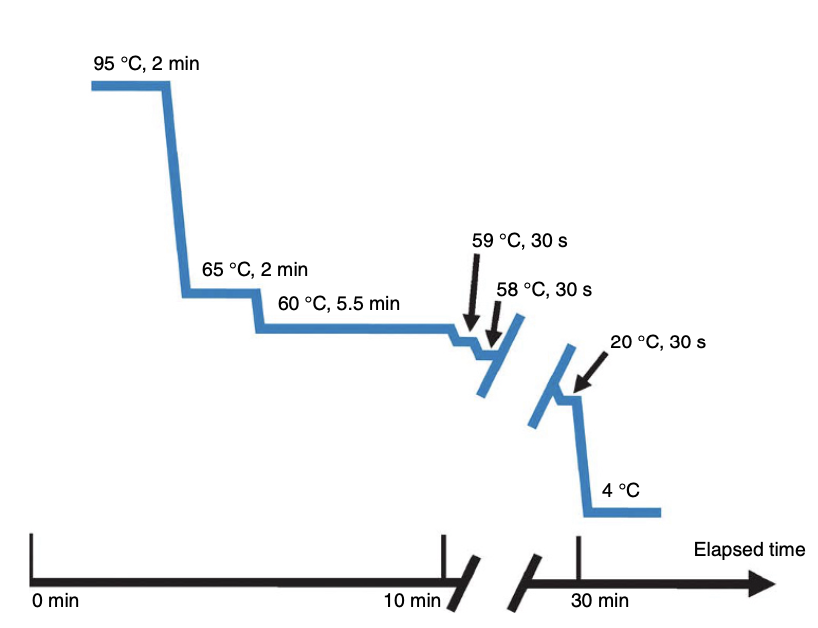 95 °C, 2 min
65 °C, 2 min
60 °C, 5.5 min
59 °C, 30 s
58 °C, 30 s
20 °C, 30 s
4 °C
Elapsed time
0 min
10 min
30 min